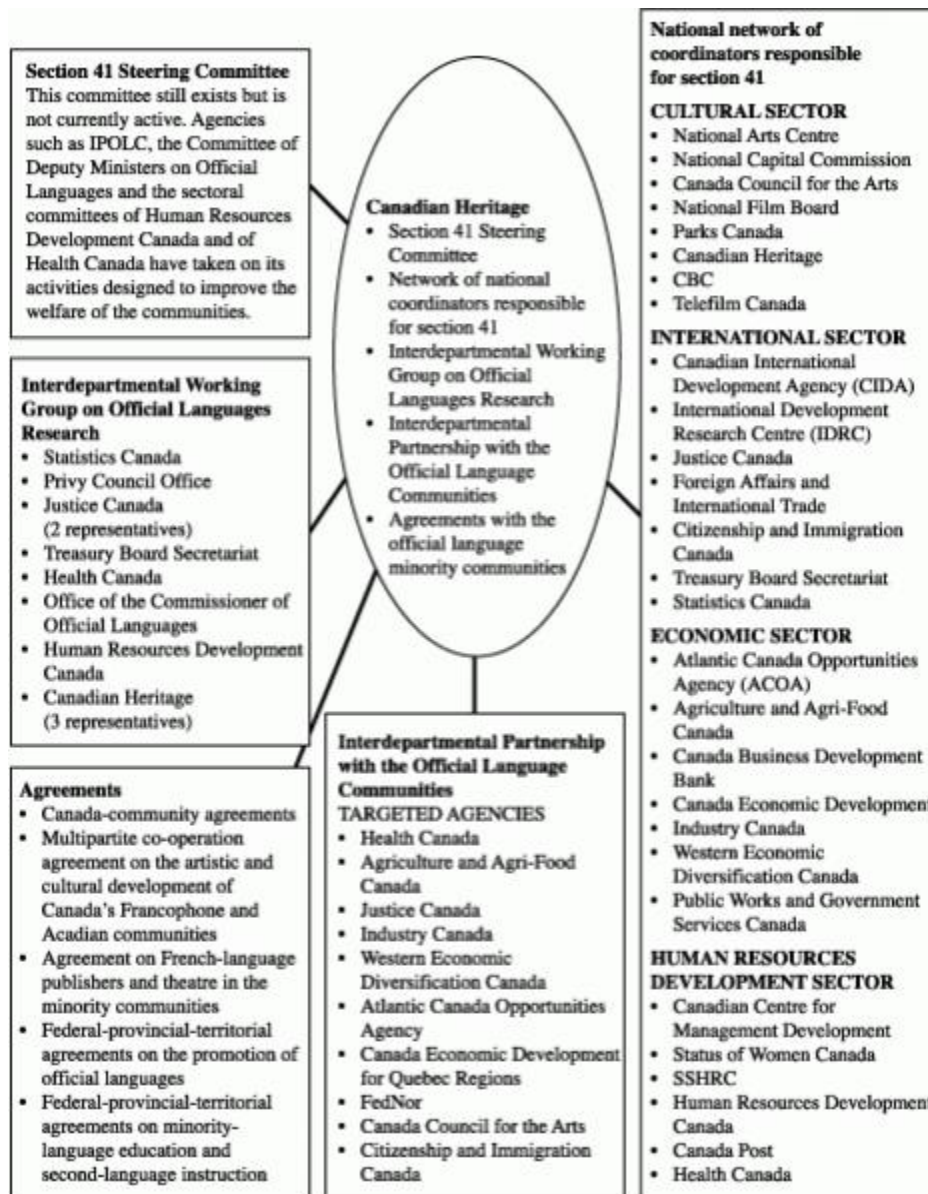 Section 41 Steering Committee
This committee still exists but is
not currently active. Agencies
such as IPOLC, the Committee of
Deputy Ministers on Official
Languages and the sectoral
committees of Human Resources
Development Canada and of
Health Canada have taken on its
activities designed to improve the
welfare of the communities.
Interdepartmental Working
Group on Official Languages
Research
• Statistics Canada
• Privy Council Office
• Justice Canada
(2 representatives)
• Treasury Board Secretariat
• Health Canada
• Office of the Commissioner of
Official Languages
• Human Resources Development
Canada
• Canadian Heritage
(3 representatives)
Agreements
• Canada-community agreements
• Multipartite co-operation
agreement on the artistic and
cultural development of
Canada's Francophone and
Acadian communities
• Agreement on French-language
publishers and theatre in the
minority communities
• Federal-provincial-territorial
agreements on the promotion of
official languages
• Federal-provincial-territorial
agreements on minority-
language education and
second-language instruction
Canadian Heritage
• Section 41 Steering
Committee
• Network of national
coordinators responsible
for section 41
• Interdepartmental Working
Group on Official
Languages Research
• Interdepartmental
Partnership with the
Official Language
Communities
• Agreements with the
official language
minority communities
Interdepartmental Partnership
with the Official Language
Communities
TARGETED AGENCIES
• Health Canada
• Agriculture and Agri-Food
Canada
• Justice Canada
• Industry Canada
• Western Economic
Diversification Canada
• Atlantic Canada Opportunities
Agency
• Canada Economic Development
for Quebec Regions
• FedNor
• Canada Council for the Arts
• Citizenship and Immigration
Canada
National network of
coordinators responsible
for section 41
CULTURAL SECTOR
• National Arts Centre
• National Capital Commission
• Canada Council for the Arts
• National Film Board
• Parks Canada
• Canadian Heritage
• CBC
• Telefilm Canada
INTERNATIONAL SECTOR
• Canadian International
Development Agency (CIDA)
• International Development
Research Centre (IDRC)
• Justice Canada
• Foreign Affairs and
International Trade
• Citizenship and Immigration
Canada
• Treasury Board Secretariat
• Statistics Canada
ECONOMIC SECTOR
• Atlantic Canada Opportunities
Agency (ACOA)
• Agriculture and Agri-Food
Canada
• Canada Business Development
Bank
• Canada Economic Development
• Industry Canada
• Western Economic
Diversification Canada
• Public Works and Government
Services Canada
HUMAN RESOURCES
DEVELOPMENT SECTOR
• Canadian Centre for
Management Development
• Status of Women Canada
• SSHRC
• Human Resources Development
Canada
• Canada Post
• Health Canada